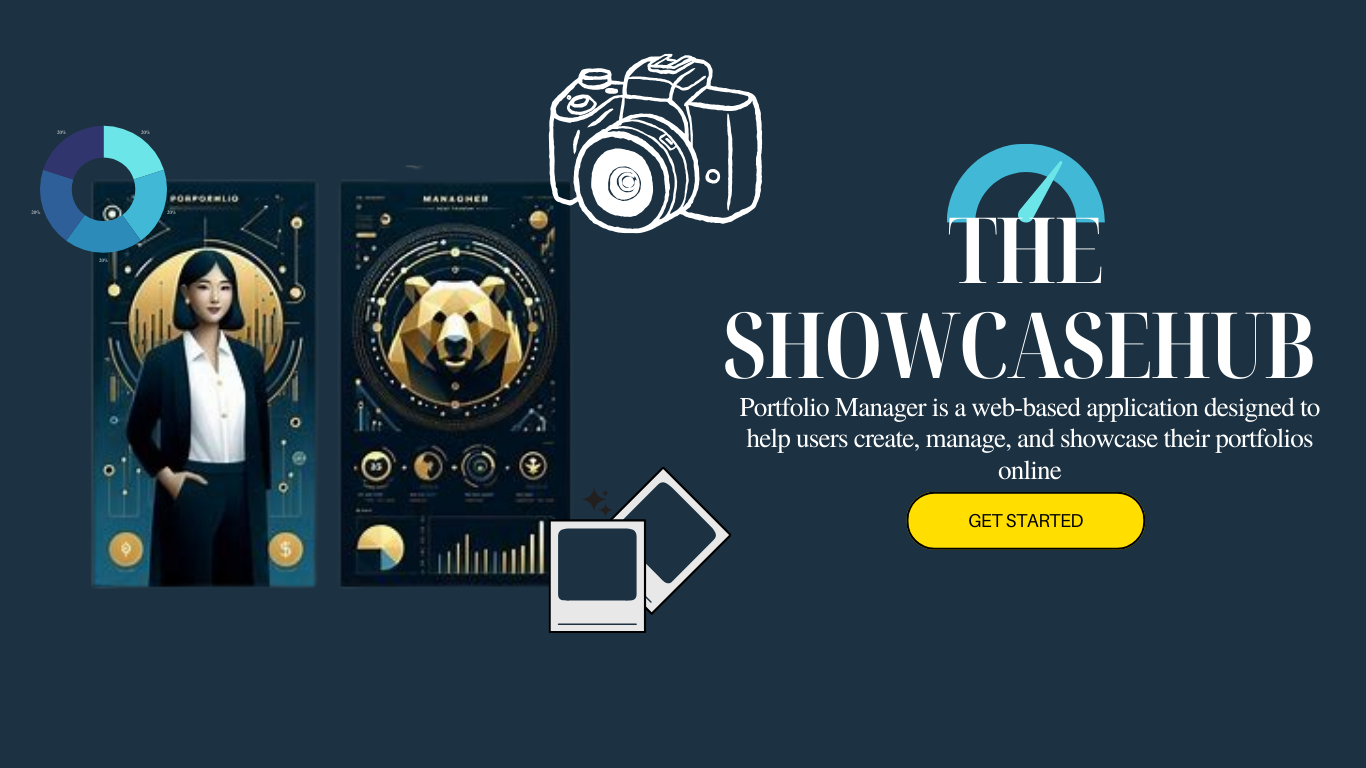 20%
20%
20%
20%
20%
PORPORMLIO
MANAGHER
THE
SHOWCASEHUB
Portfolio Manager is a web-based application designed to
help users create, manage, and showcase their portfolios
online
35
GET STARTED
$